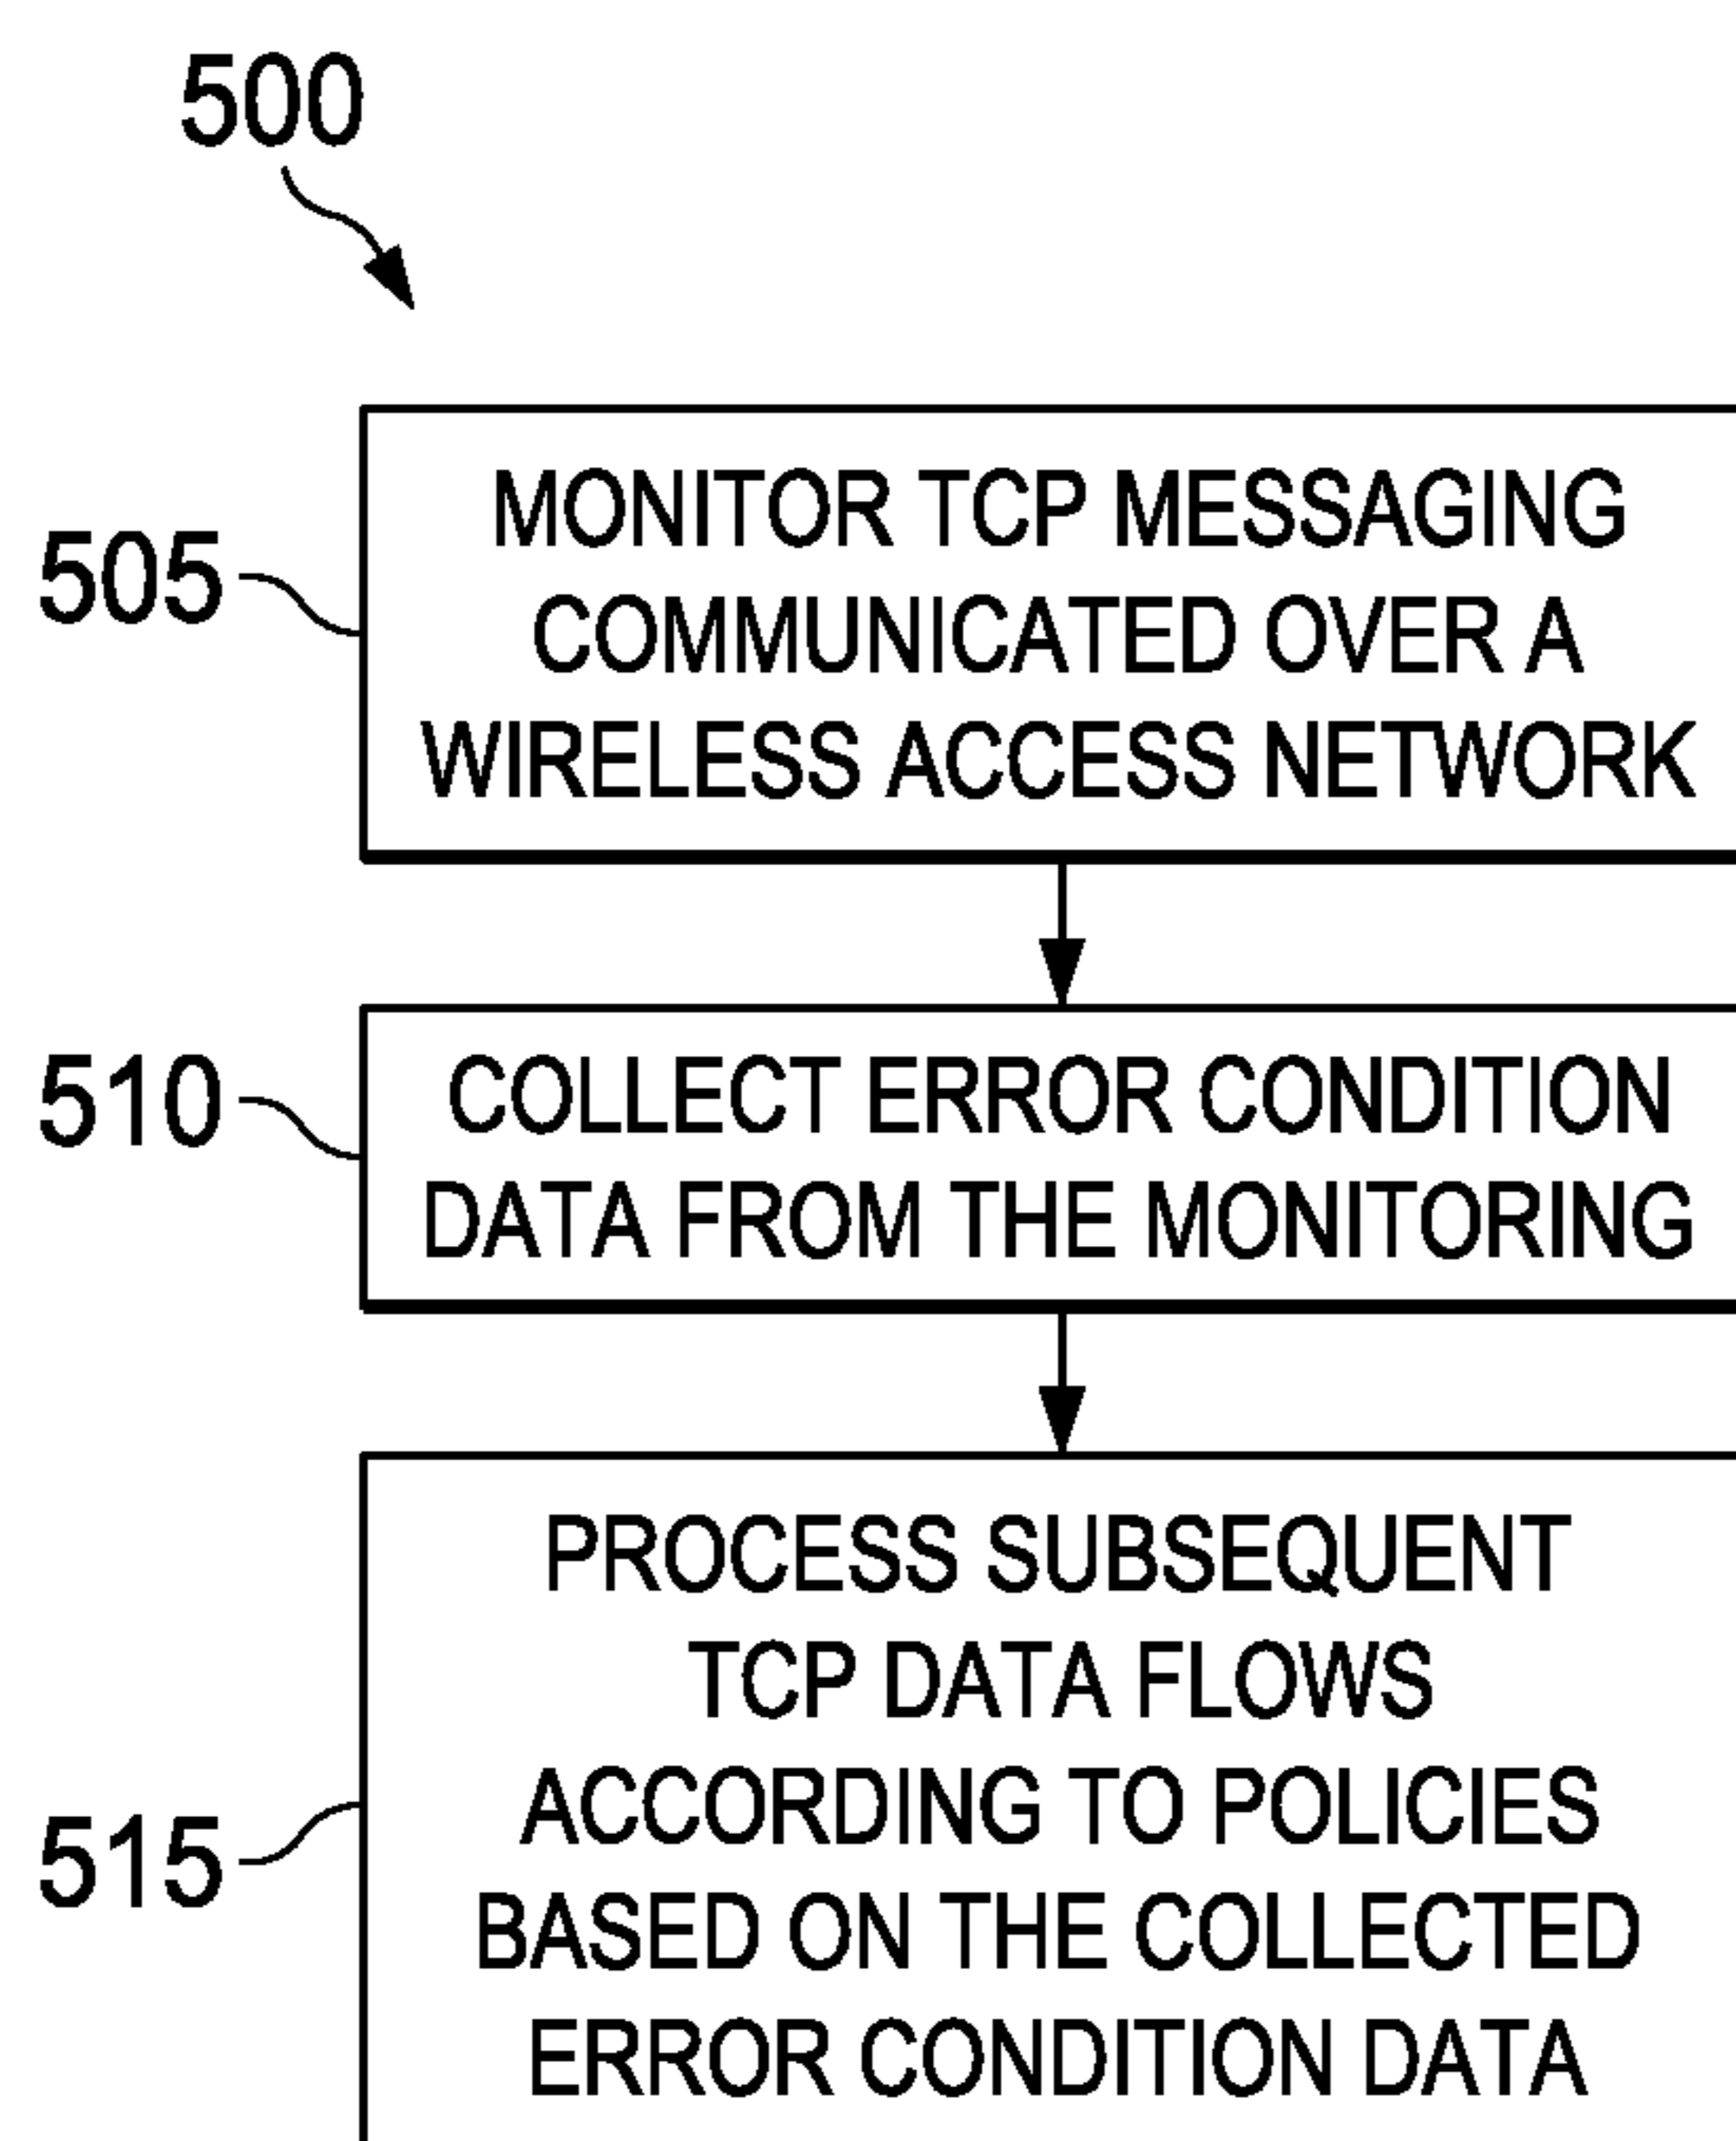 500
505
MONITOR TCP MESSAGING
COMMUNICATED OVER A
WIRELESS ACCESS NETWORK
510
COLLECT ERROR CONDITION
DATA FROM THE MONITORING
515
PROCESS SUBSEQUENT
TCP DATA FLOWS
ACCORDING TO POLICIES
BASED ON THE COLLECTED
ERROR CONDITION DATA